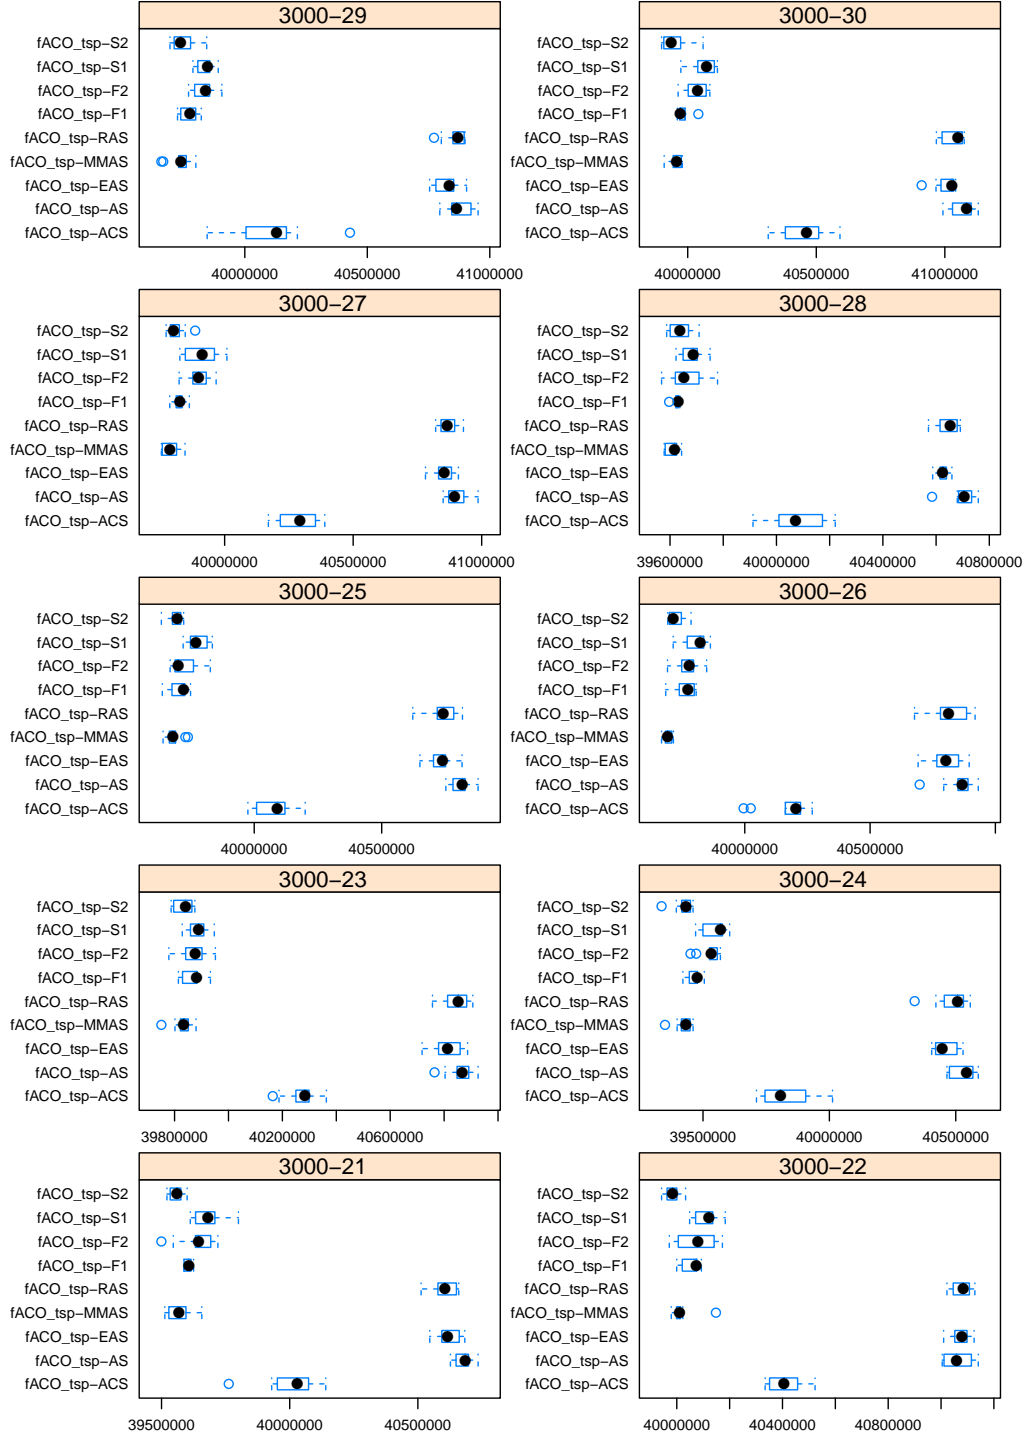 3000−29
fACO_tsp−S2
fACO_tsp−S1
fACO_tsp−F2
fACO_tsp−F1
fACO_tsp−RAS
fACO_tsp−MMAS
fACO_tsp−EAS
fACO_tsp−AS
fACO_tsp−ACS
40000000 40500000 41000000
3000−30
fACO_tsp−S2
fACO_tsp−S1
fACO_tsp−F2
fACO_tsp−F1
fACO_tsp−RAS
fACO_tsp−MMAS
fACO_tsp−EAS
fACO_tsp−AS
fACO_tsp−ACS
40000000 40500000 41000000
3000−27
fACO_tsp−S2
fACO_tsp−S1
fACO_tsp−F2
fACO_tsp−F1
fACO_tsp−RAS
fACO_tsp−MMAS
fACO_tsp−EAS
fACO_tsp−AS
fACO_tsp−ACS
40000000 40500000 41000000
3000−28
fACO_tsp−S2
fACO_tsp−S1
fACO_tsp−F2
fACO_tsp−F1
fACO_tsp−RAS
fACO_tsp−MMAS
fACO_tsp−EAS
fACO_tsp−AS
fACO_tsp−ACS
39600000 40000000 40400000 40800000
3000−25
fACO_tsp−S2
fACO_tsp−S1
fACO_tsp−F2
fACO_tsp−F1
fACO_tsp−RAS
fACO_tsp−MMAS
fACO_tsp−EAS
fACO_tsp−AS
fACO_tsp−ACS
40000000 40500000
3000−26
fACO_tsp−S2
fACO_tsp−S1
fACO_tsp−F2
fACO_tsp−F1
fACO_tsp−RAS
fACO_tsp−MMAS
fACO_tsp−EAS
fACO_tsp−AS
fACO_tsp−ACS
40000000 40500000
3000−23
fACO_tsp−S2
fACO_tsp−S1
fACO_tsp−F2
fACO_tsp−F1
fACO_tsp−RAS
fACO_tsp−MMAS
fACO_tsp−EAS
fACO_tsp−AS
fACO_tsp−ACS
39800000 40200000 40600000
3000−24
fACO_tsp−S2
fACO_tsp−S1
fACO_tsp−F2
fACO_tsp−F1
fACO_tsp−RAS
fACO_tsp−MMAS
fACO_tsp−EAS
fACO_tsp−AS
fACO_tsp−ACS
39500000 40000000 40500000
3000−21
fACO_tsp−S2
fACO_tsp−S1
fACO_tsp−F2
fACO_tsp−F1
fACO_tsp−RAS
fACO_tsp−MMAS
fACO_tsp−EAS
fACO_tsp−AS
fACO_tsp−ACS
39500000 40000000 40500000
3000−22
fACO_tsp−S2
fACO_tsp−S1
fACO_tsp−F2
fACO_tsp−F1
fACO_tsp−RAS
fACO_tsp−MMAS
fACO_tsp−EAS
fACO_tsp−AS
fACO_tsp−ACS
40000000 40400000 40800000